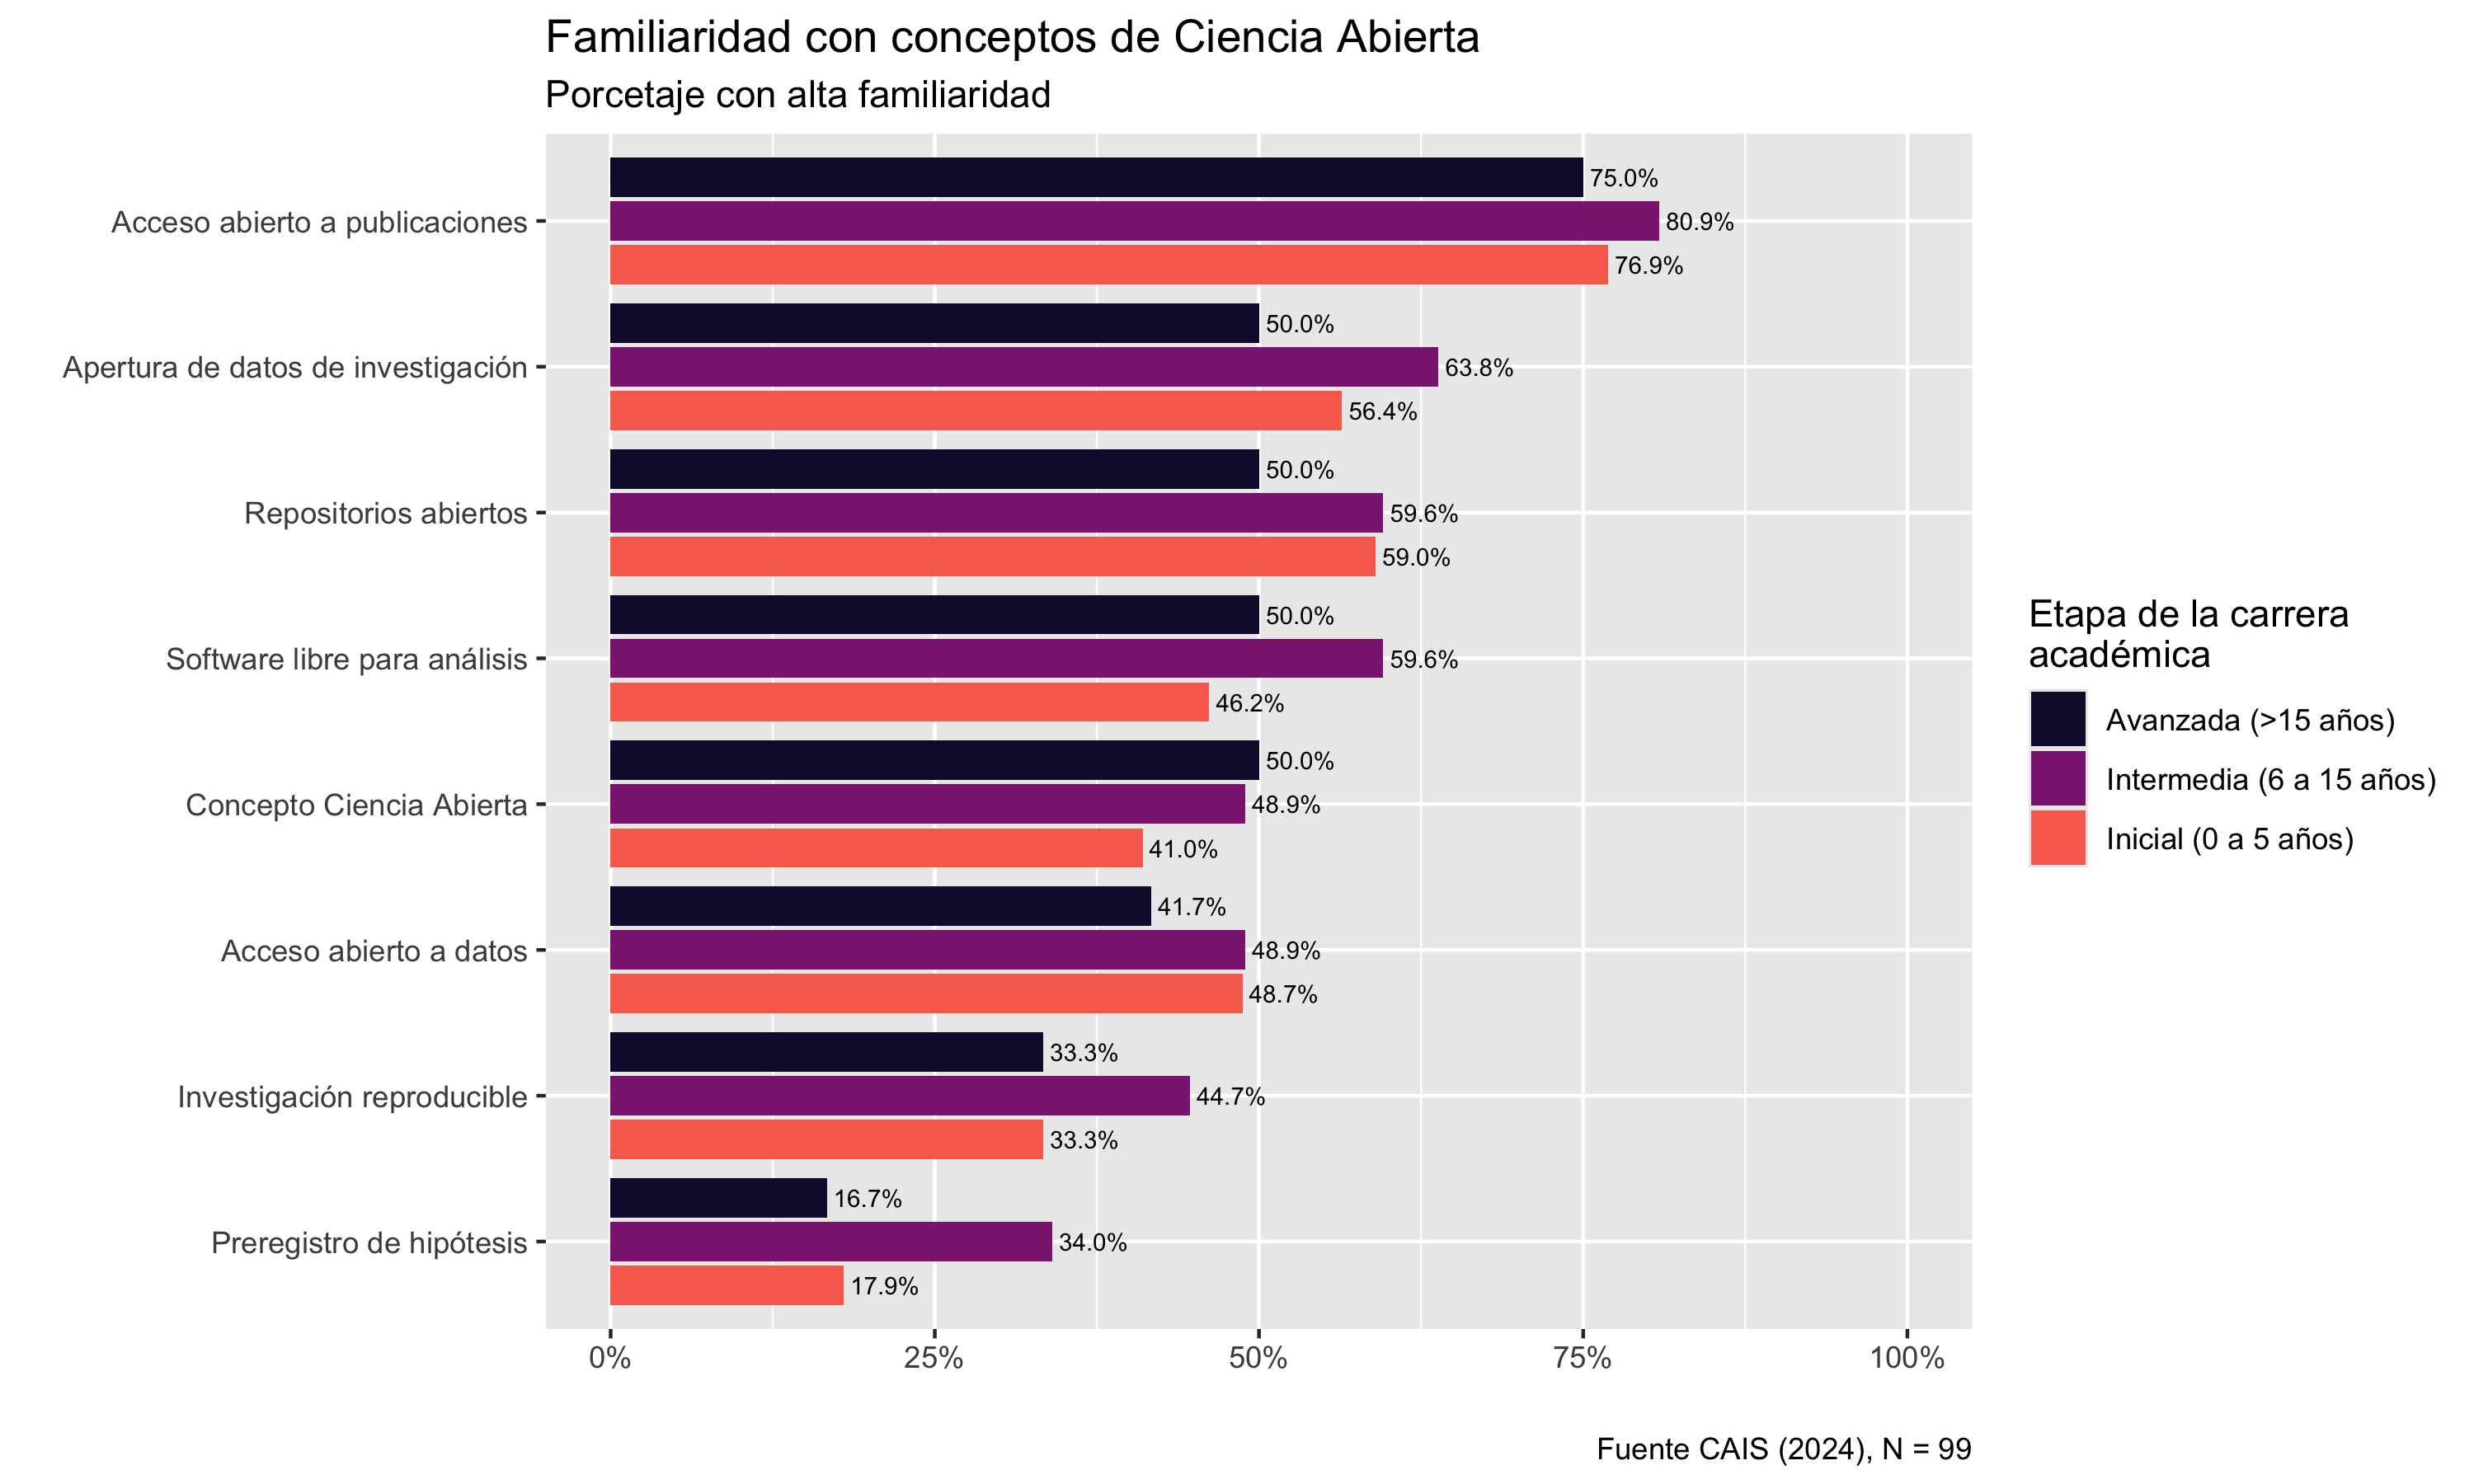 Familiaridad con conceptos de Ciencia Abierta
Porcetaje con alta familiaridad
Acceso abierto a publicaciones
75.0%
80.9%
76.9%
Apertura de datos de investigación
50.0%
63.8%
56.4%
Repositorios abiertos
50.0%
59.6%
59.0%
Software libre para análisis
50.0%
59.6%
46.2%
Concepto Ciencia Abierta
50.0%
48.9%
41.0%
Acceso abierto a datos
41.7%
48.9%
48.7%
Investigación reproducible
33.3%
44.7%
33.3%
Preregistro de hipótesis
16.7%
34.0%
17.9%
0% 25% 50% 75% 100%
Etapa de la carrera
académica
Avanzada (>15 años)
Intermedia (6 a 15 años)
Inicial (0 a 5 años)
Fuente CAIS (2024), N = 99